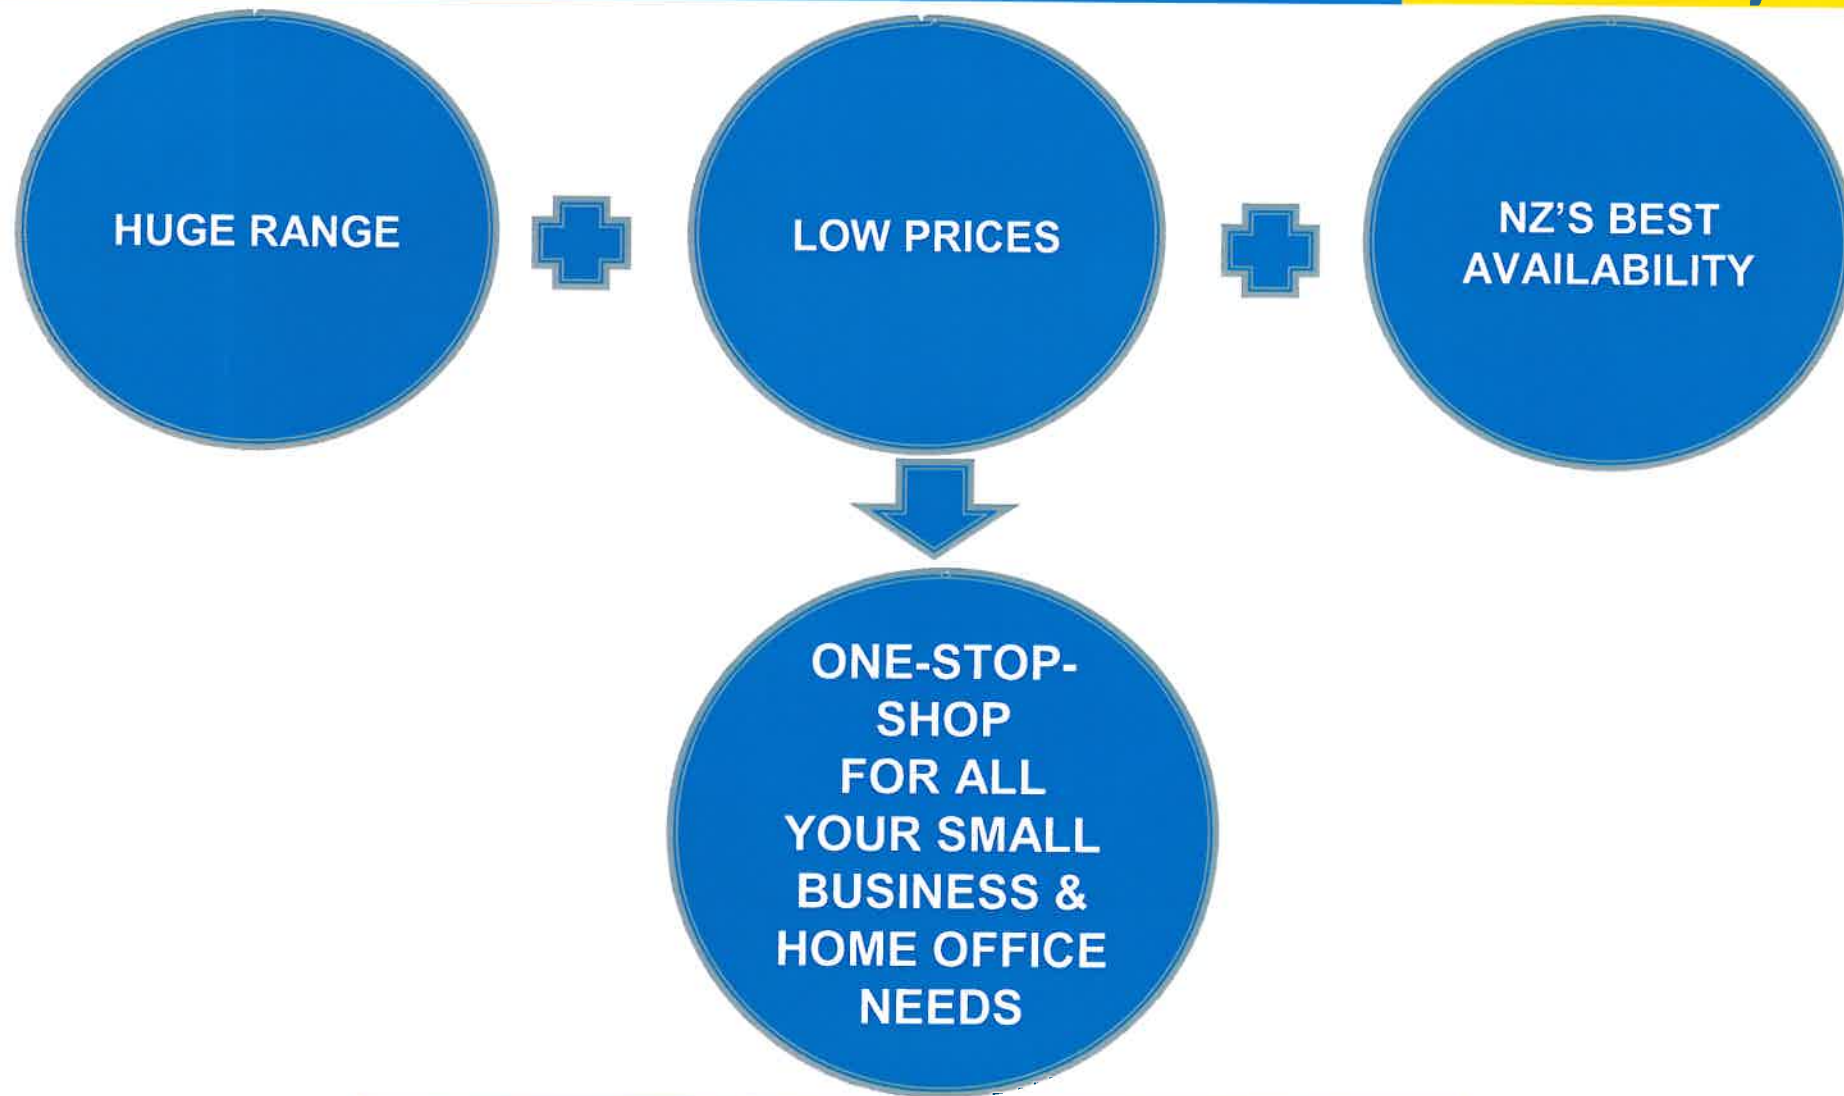 HUGE RANGE
LOW PRICES
NZ'S BEST
AVAILABILITY
ONE-STOP-
SHOP
FOR ALL
YOUR SMALL
BUSINESS &
HOME OFFICE
NEEDS